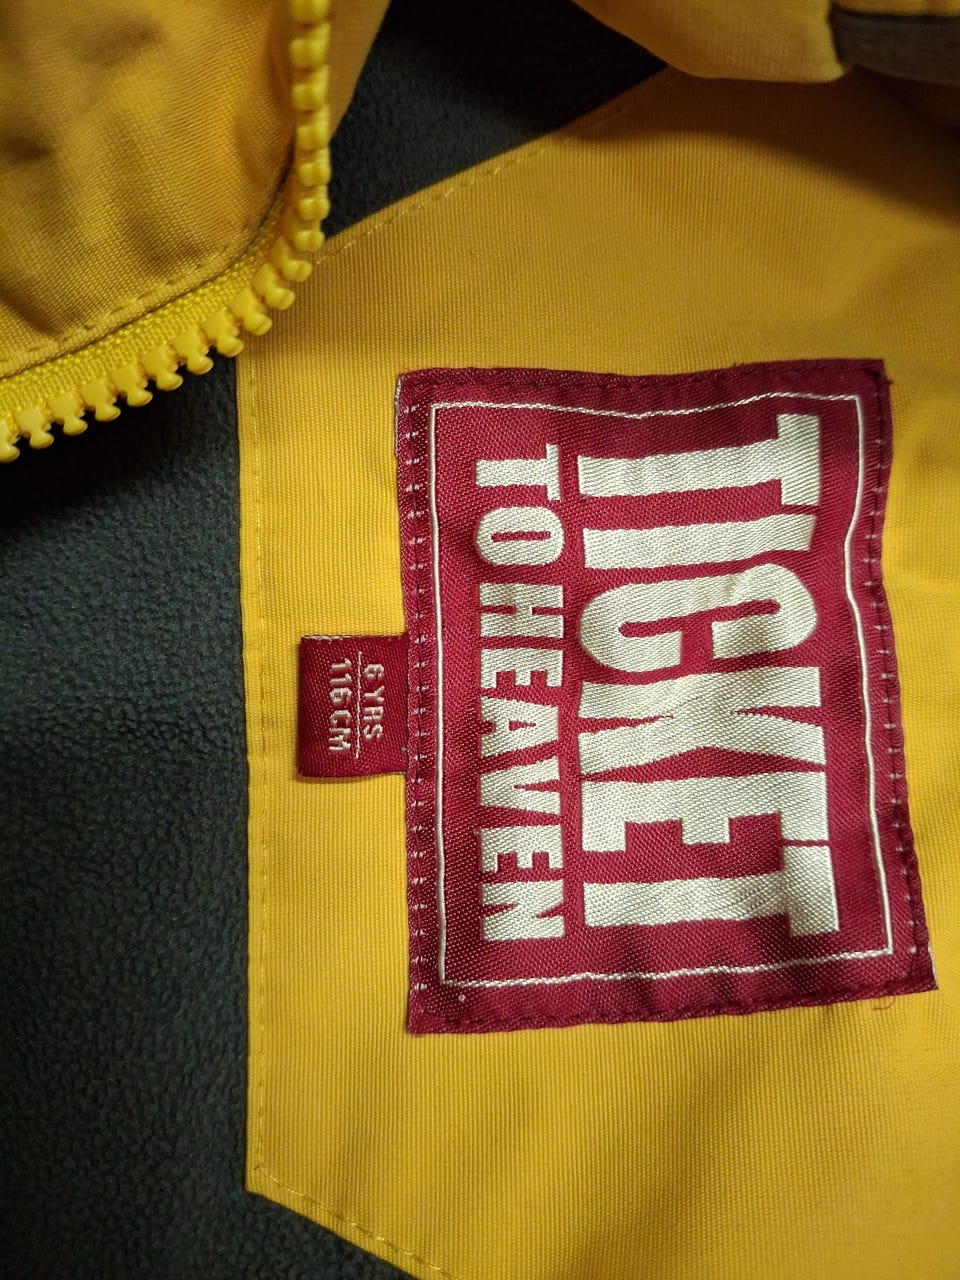 TICKET
TO HEAVEN
6 YRS
116 CM